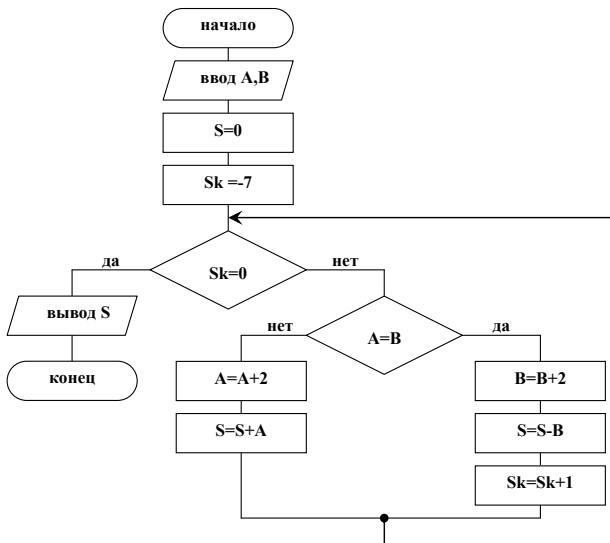 начало
ввод A,B
S=0
Sk =-7
да
Sk=0
нет
вывод S
нет
A=B
да
конец
A=A+2
B=B+2
S=S+A
S=S-B
Sk=Sk+1